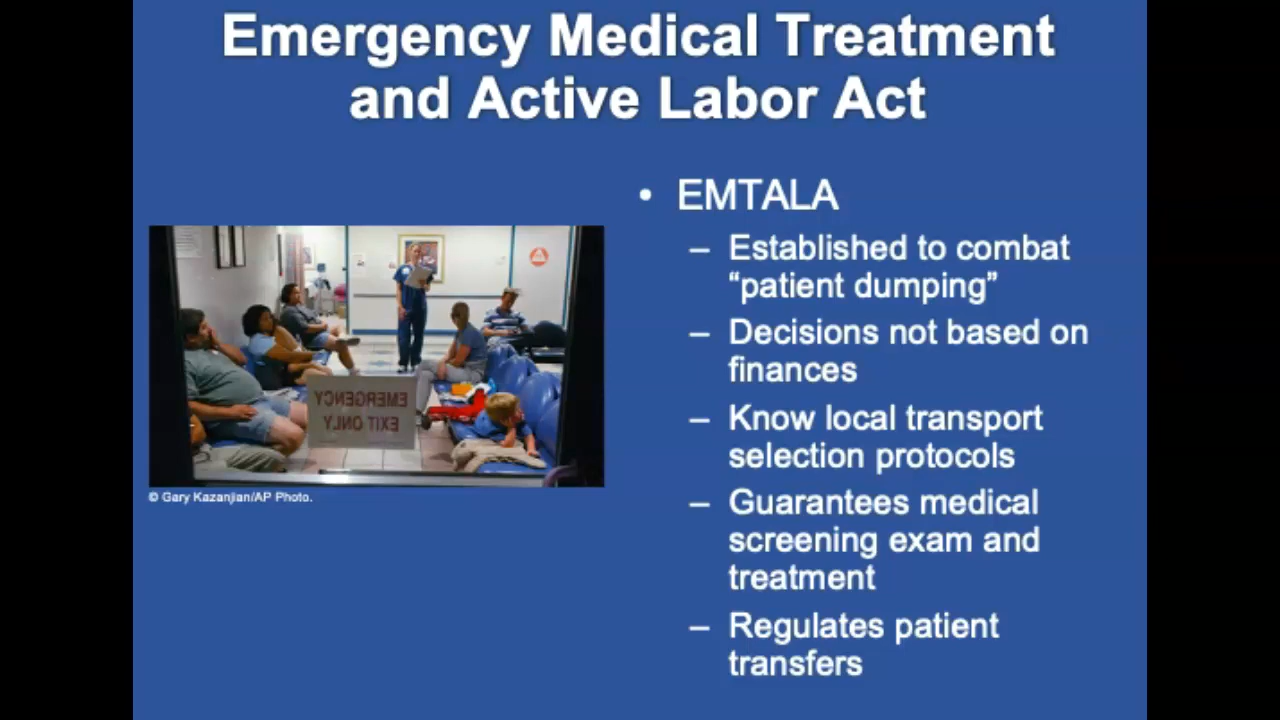 Emergency Medical Treatment
and Active Labor Act
• EMTALA
– Established to combat
“patient dumping”
– Decisions not based on
finances
– Know local transport
selection protocols
– Guarantees medical
screening exam and
treatment
– Regulates patient
transfers
EMERGENCY
EXIT ONLY
© Gary Kazanjian/AP Photo.